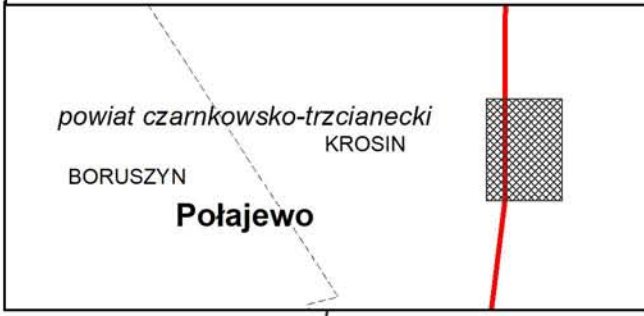 powiat czarnkowsko-trzcianecki
KROSIN
BORUSZYN
Połajewo